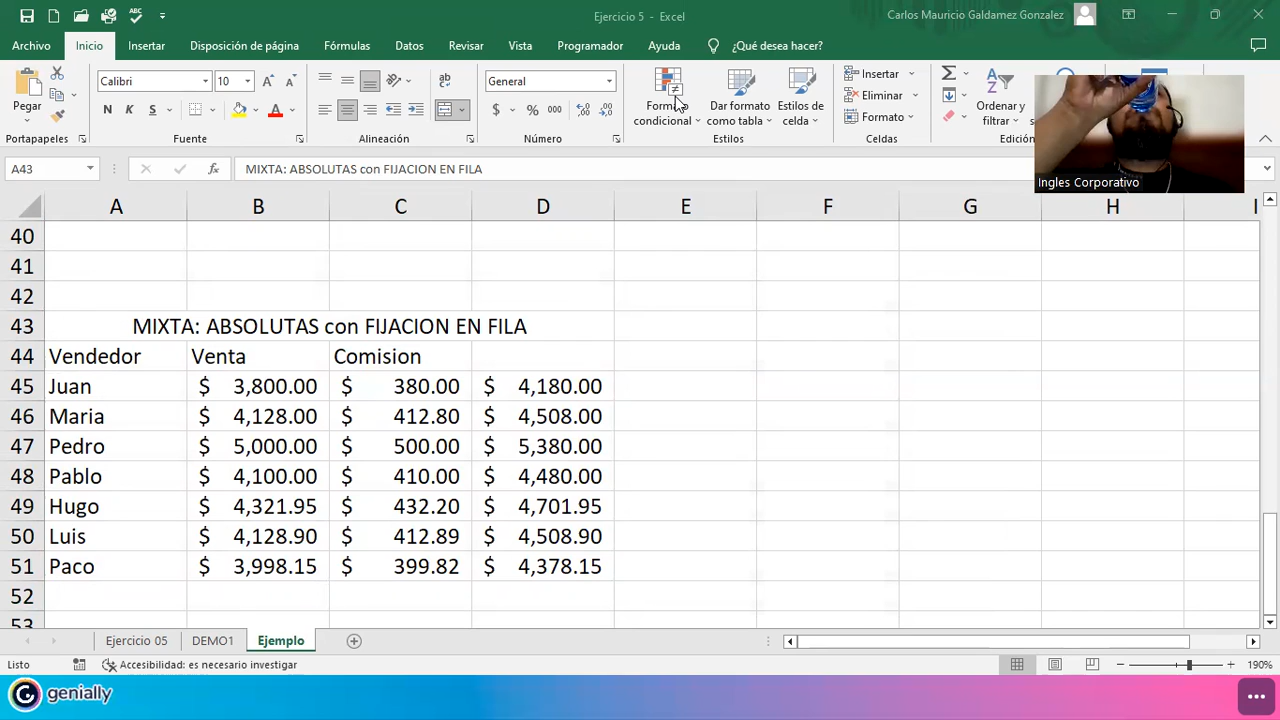 Ejercicio 5 - Excel
Carlos Mauricio Galdamez Gonzalez
Archivo Inicio Insertar Disposición de página Fórmulas Datos Revisar Vista Programador Ayuda ¿Qué desea hacer?
Pegar
Portapapeles
Calibri 10
N K S
Fuente
Alineación
General
$ % 000
Número
Formato condicional
Dar formato como tabla
Estilos de celda
Estilos
Insertar
Eliminar
Formato
Celdas
Ordenar y filtrar
Edición
Ingles Corporativo
A43 fx MIXTA: ABSOLUTAS con FIJACION EN FILA
A B C D E F G H I
40
41
42
43 MIXTA: ABSOLUTAS con FIJACION EN FILA
44 Vendedor Venta Comision
45 Juan $ 3,800.00 $ 380.00 $ 4,180.00
46 Maria $ 4,128.00 $ 412.80 $ 4,508.00
47 Pedro $ 5,000.00 $ 500.00 $ 5,380.00
48 Pablo $ 4,100.00 $ 410.00 $ 4,480.00
49 Hugo $ 4,321.95 $ 432.20 $ 4,701.95
50 Luis $ 4,128.90 $ 412.89 $ 4,508.90
51 Paco $ 3,998.15 $ 399.82 $ 4,378.15
52
53
Ejercicio 05 DEMO1 Ejemplo
Listo Accesibilidad: es necesario investigar 190%
genially